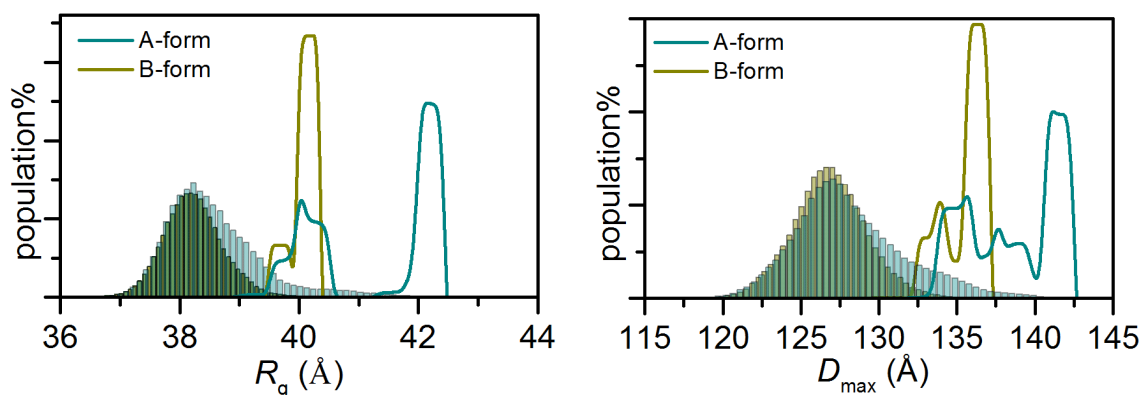 population%
A-form
B-form
36 38 40 42 44
Rg (Å)
population%
A-form
B-form
115 120 125 130 135 140 145
Dmax (Å)